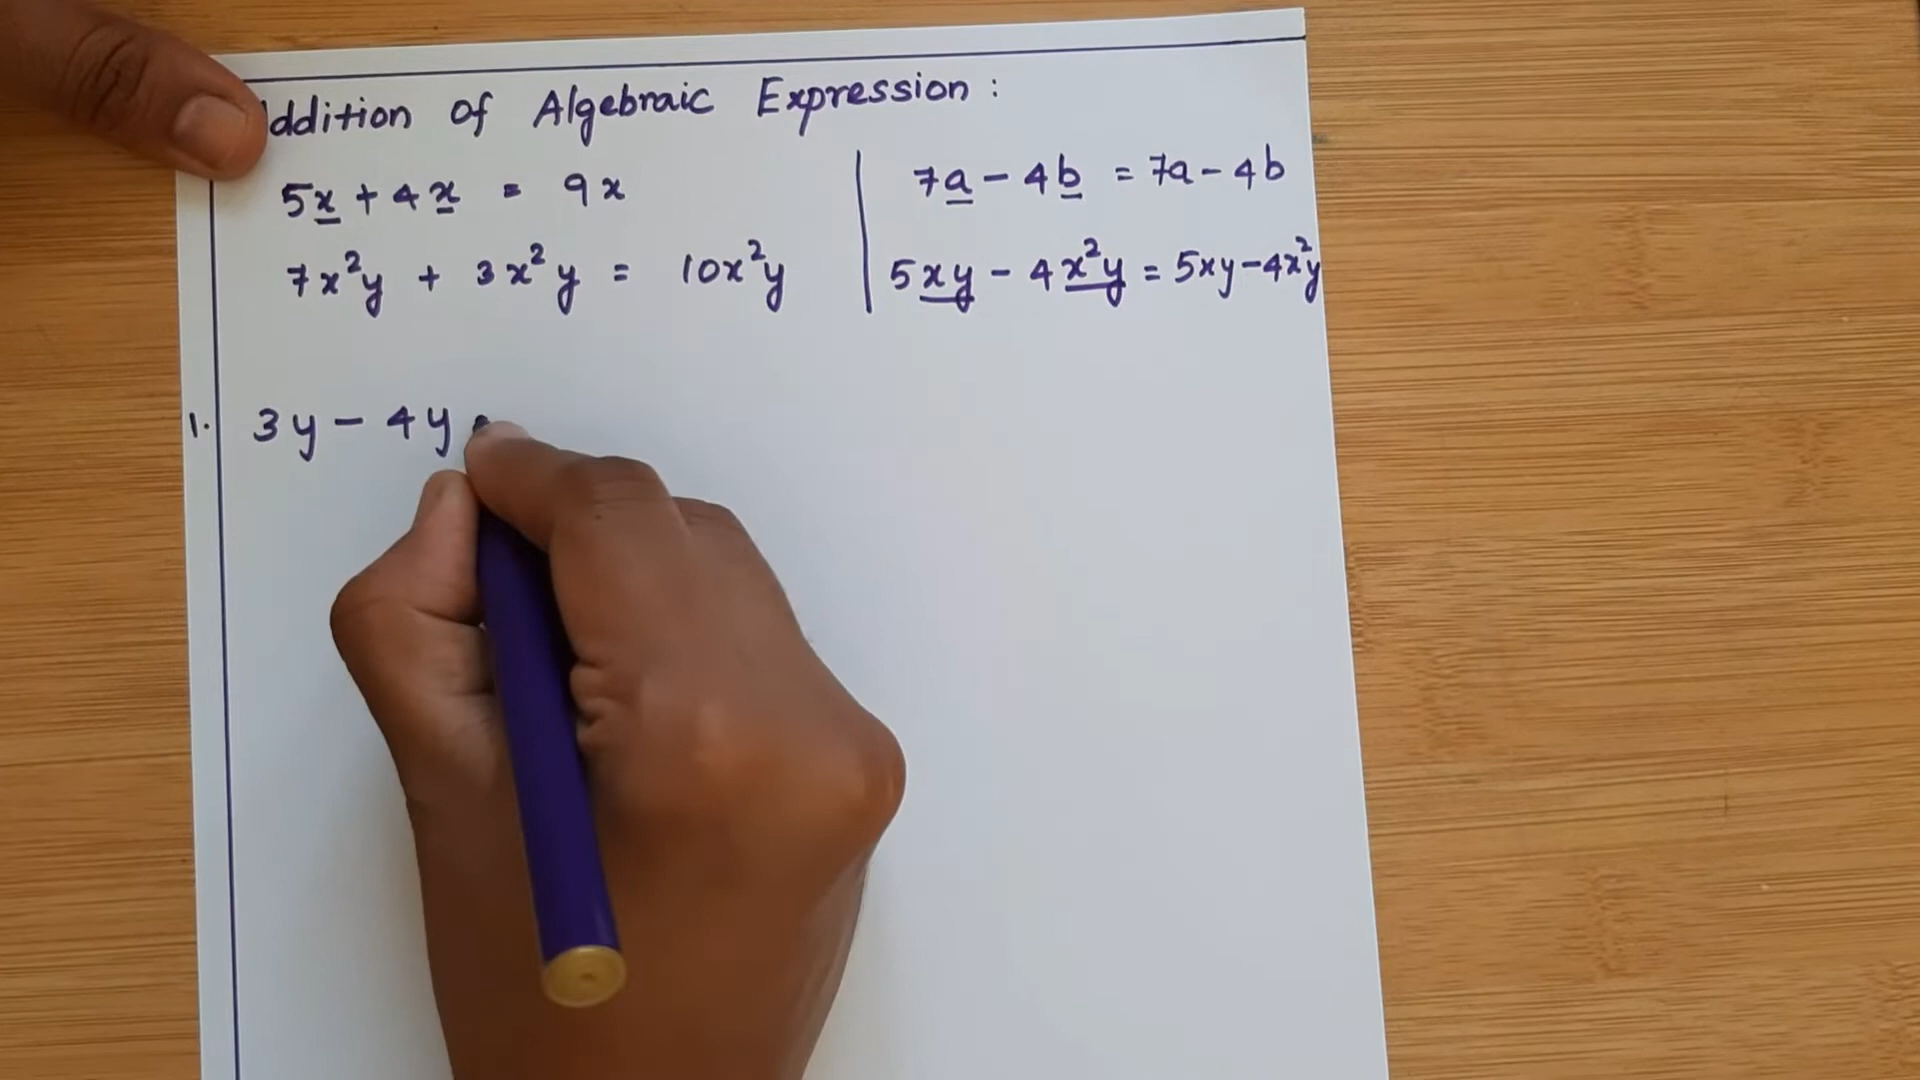 ddition of Algebraic Expression :
5x + 4x = 9x
7x²y + 3x²y = 10x²y
7a - 4b = 7a - 4b
5xy - 4x²y = 5xy - 4x²y
1. 3y - 4y